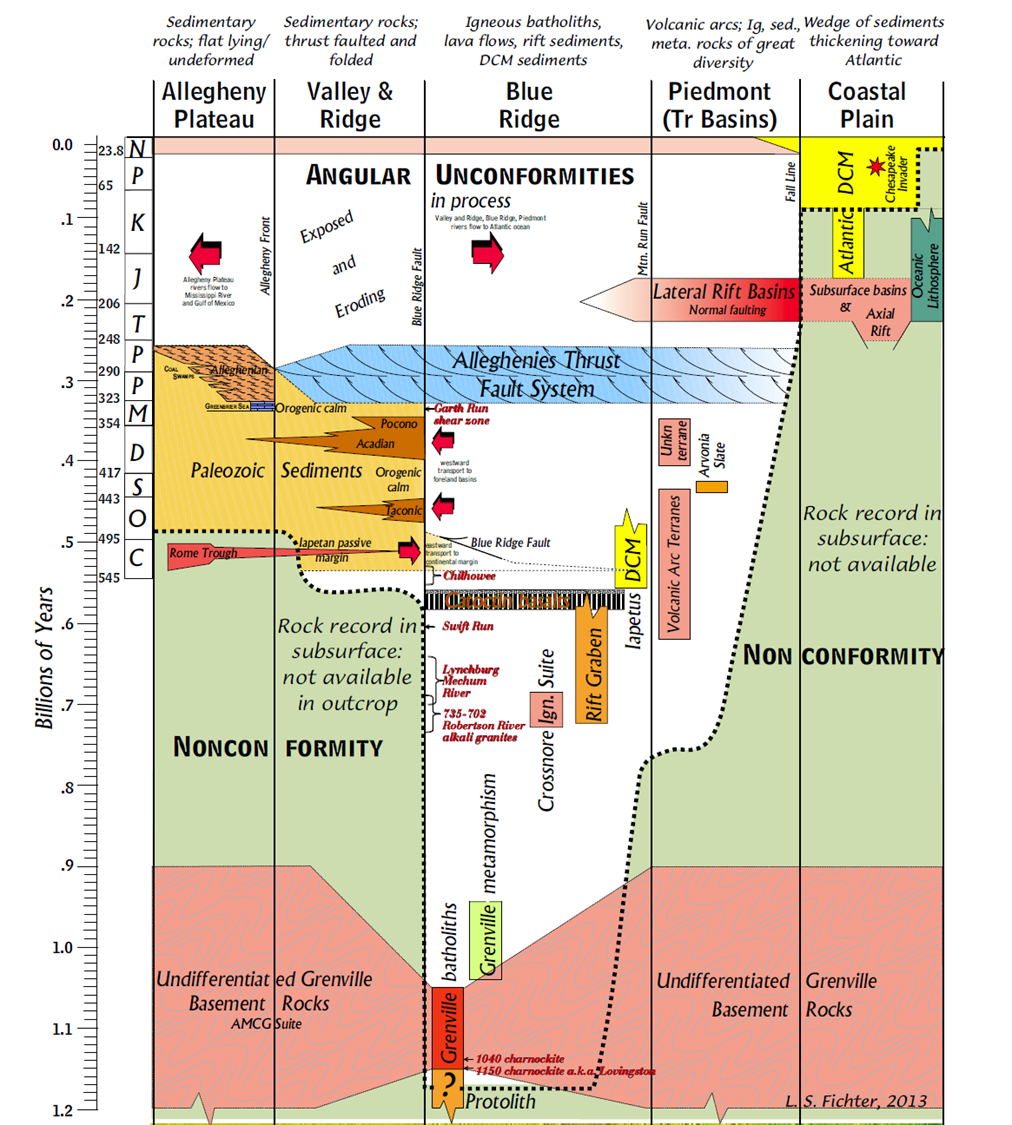 Sedimentary
rocks; flat lying/
undeformed
Sedimentary rocks;
thrust faulted and
folded
Igneous batholiths,
lava flows, rift sediments,
DCM sediments
Volcanic arcs; Ig, sed.,
meta. rocks of great
diversity
Wedge of sediments
thickening toward
Atlantic
Allegheny
Plateau
Valley &
Ridge
Blue
Ridge
Piedmont
(Tr Basins)
Coastal
Plain
Billions of Years
0.0
.1
.2
.3
.4
.5
.6
.7
.8
.9
1.0
1.1
1.2
23.8
65
142
206
248
290
323
354
417
443
495
545
N
P
K
J
T
P
P
M
D
S
O
C
ANGULAR UNCONFORMITIES
in process
Valley and Ridge, Blue Ridge, Piedmont
rivers flow to Atlantic ocean
Exposed
and
Eroding
Allegheny Front
Blue Ridge Fault
Mtn. Run Fault
Fall Line
Allegheny Plateau
rivers flow to
Mississippi River
and Gulf of Mexico
DCM
Atlantic
Chesapeake
Invader
Oceanic
Lithosphere
Lateral Rift Basins
Normal faulting
Subsurface basins
&
Axial
Rift
Coal
Swamps
Alleghenian
Greenbrier Sea
Alleghenies Thrust
Fault System
Orogenic calm
Garth Run
shear zone
Pocono
Acadian
westward
transport to
foreland basins
Paleozoic Sediments
Orogenic
calm
Taconic
Unkn
terrane
Arvonia
Slate
Rome Trough
Iapetan passive
margin
eastward
transport to
continental margin
Blue Ridge Fault
Chilhowee
Catoctin basalts
Swift Run
Lynchburg
Mechum
River
735-702
Robertson River
alkali granites
Crossnore Ign. Suite
Rift Graben
Iapetus DCM
Volcanic Arc Terranes
Rock record in
subsurface:
not available
Rock record in
subsurface:
not available
in outcrop
NONCONFORMITY
NON CONFORMITY
Grenville metamorphism
Grenville batholiths
Undifferentiated Grenville
Basement Rocks
AMCG Suite
Undifferentiated Grenville
Basement Rocks
1040 charnockite
1150 charnockite a.k.a. Lovingston
?
Protolith
L. S. Fichter, 2013